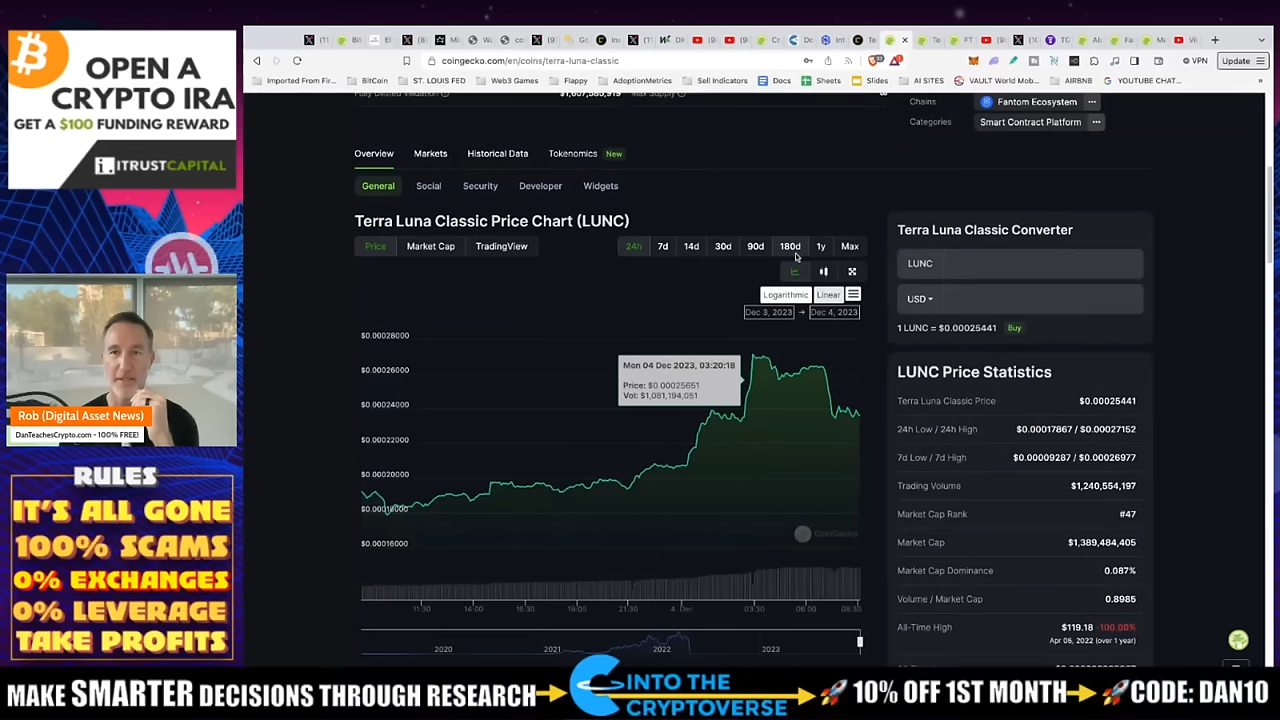 OPEN A
CRYPTO IRA
GET A $100 FUNDING REWARD
ITRUSTCAPITAL
Rob (Digital Asset News)
DanTeachesCrypto.com - 100% FREE!
RULES
IT'S ALL GONE
100% SCAMS
0% EXCHANGES
0% LEVERAGE
TAKE PROFITS
coingecko.com/en/coins/terra-luna-classic
VPN
Update
Imported From Fi...
BitCoin
ST. LOUIS FED
Web3 Games
Flappy
AdoptionMetrics
Sell Indicators
Docs
Sheets
Slides
AI SITES
VAULT World Mob...
AIRBNB
YOUTUBE CHAT...
Fully Diluted Valuation
$1,607,585,919
Max Supply
∞
Chains
Fantom Ecosystem
Categories
Smart Contract Platform
Overview
Markets
Historical Data
Tokenomics
New
General
Social
Security
Developer
Widgets
Terra Luna Classic Price Chart (LUNC)
Price
Market Cap
TradingView
24h
7d
14d
30d
90d
180d
1y
Max
Logarithmic
Linear
Dec 3, 2023 → Dec 4, 2023
$0.00028000
$0.00026000
$0.00024000
$0.00022000
$0.00020000
$0.00018000
$0.00016000
Mon 04 Dec 2023, 03:20:18
Price: $0.00025651
Vol: $1,081,194,051
CoinGecko
11:30
14:00
16:30
19:00
21:30
4. Dec
03:30
06:00
08:30
2020
2021
2022
2023
Terra Luna Classic Converter
LUNC
USD
1 LUNC = $0.00025441
Buy
LUNC Price Statistics
Terra Luna Classic Price
$0.00025441
24h Low / 24h High
$0.00017867 / $0.00027152
7d Low / 7d High
$0.00009287 / $0.00026977
Trading Volume
$1,240,554,197
Market Cap Rank
#47
Market Cap
$1,389,484,405
Market Cap Dominance
0.087%
Volume / Market Cap
0.8985
All-Time High
$119.18 -100.00%
Apr 05, 2022 (over 1 year)
MAKE SMARTER DECISIONS THROUGH RESEARCH
INTO THE
CRYPTOVERSE
10% OFF 1ST MONTH
CODE: DAN10